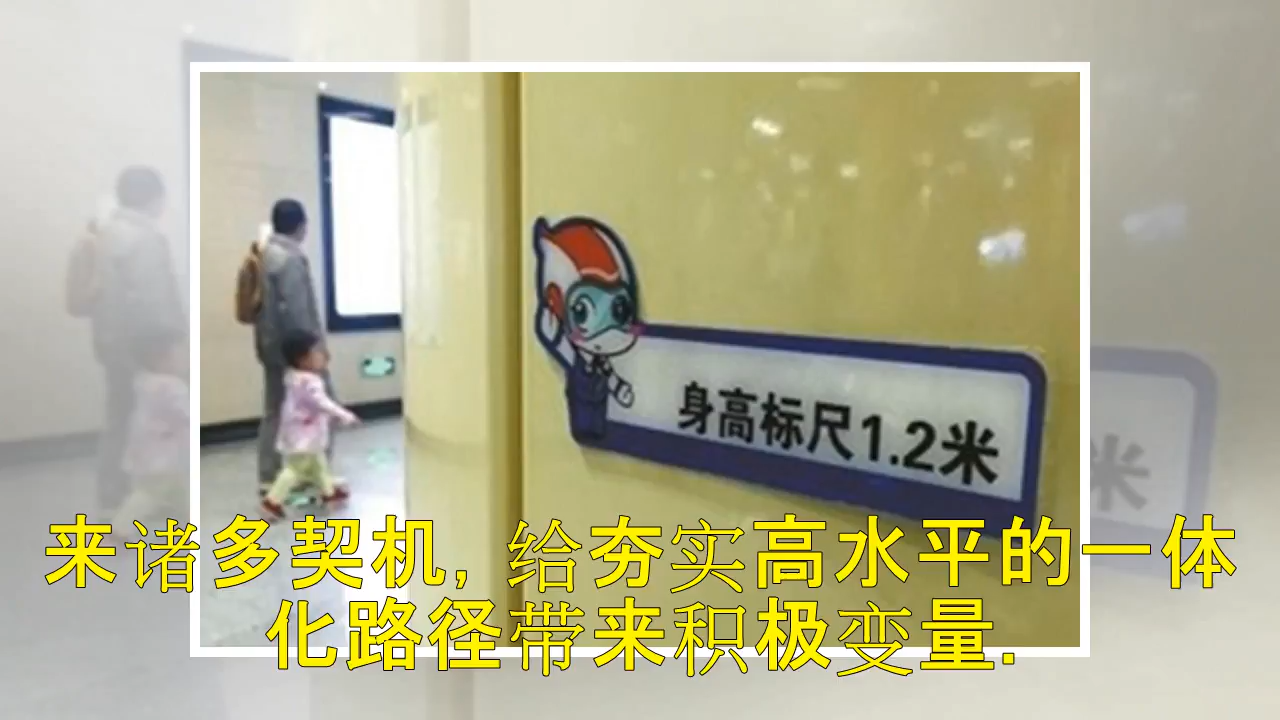 身高标尺1.2米
米
来诸多契机, 给夯实高水平的一体
化路径带来积极变量.